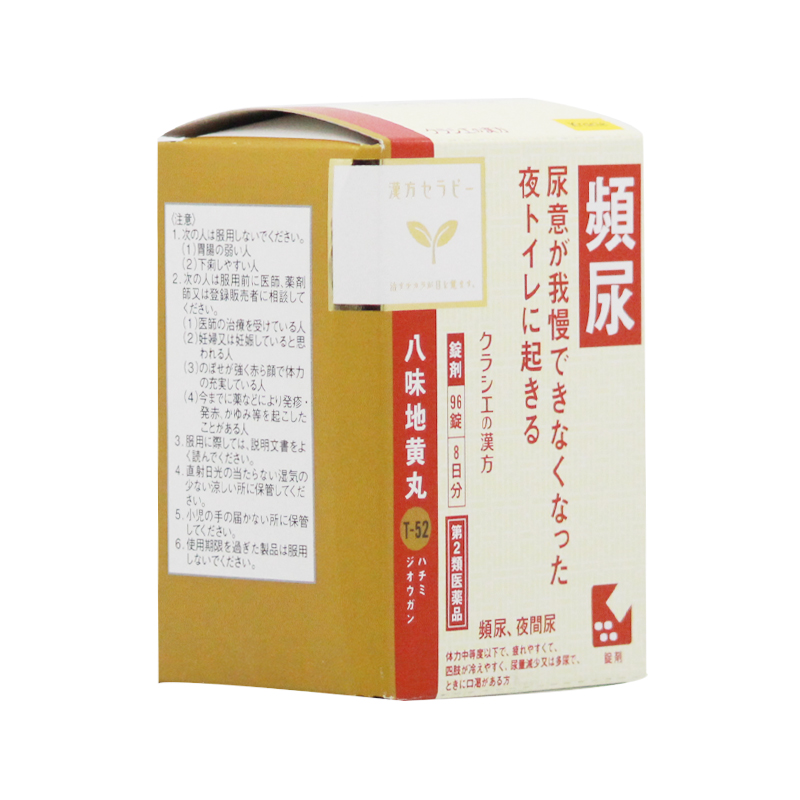 頻尿
尿意が我慢できなくなった
夜トイレに起きる
クラシエの漢方
錠剤
96錠
8日分
第2類医薬品
頻尿、夜間尿
体力中等度以下で、疲れやすくて、
四肢が冷えやすく、尿量減少又は多尿で、
ときに口渇がある方
錠剤
漢方セラピー
八味地黄丸
T-52
ハチミ
ジオウガン
〈注意〉
1.次の人は服用しないでください。
(1)胃腸の弱い人
(2)下痢しやすい人
2.次の人は服用前に医師、薬剤
師又は登録販売者に相談して
ください。
(1)医師の治療を受けている人
(2)妊婦又は妊娠していると思
われる人
(3)のぼせが強く赤ら顔で体力
の充実している人
(4)今までに薬などにより発疹・
発赤、かゆみ等を起こした
ことがある人
3.服用に際しては、説明文書をよ
く読んでください。
4.直射日光の当たらない湿気の
少ない涼しい所に保管してくだ
さい。
5.小児の手の届かない所に保管
してください。
6.使用期限を過ぎた製品は服用
しないでください。